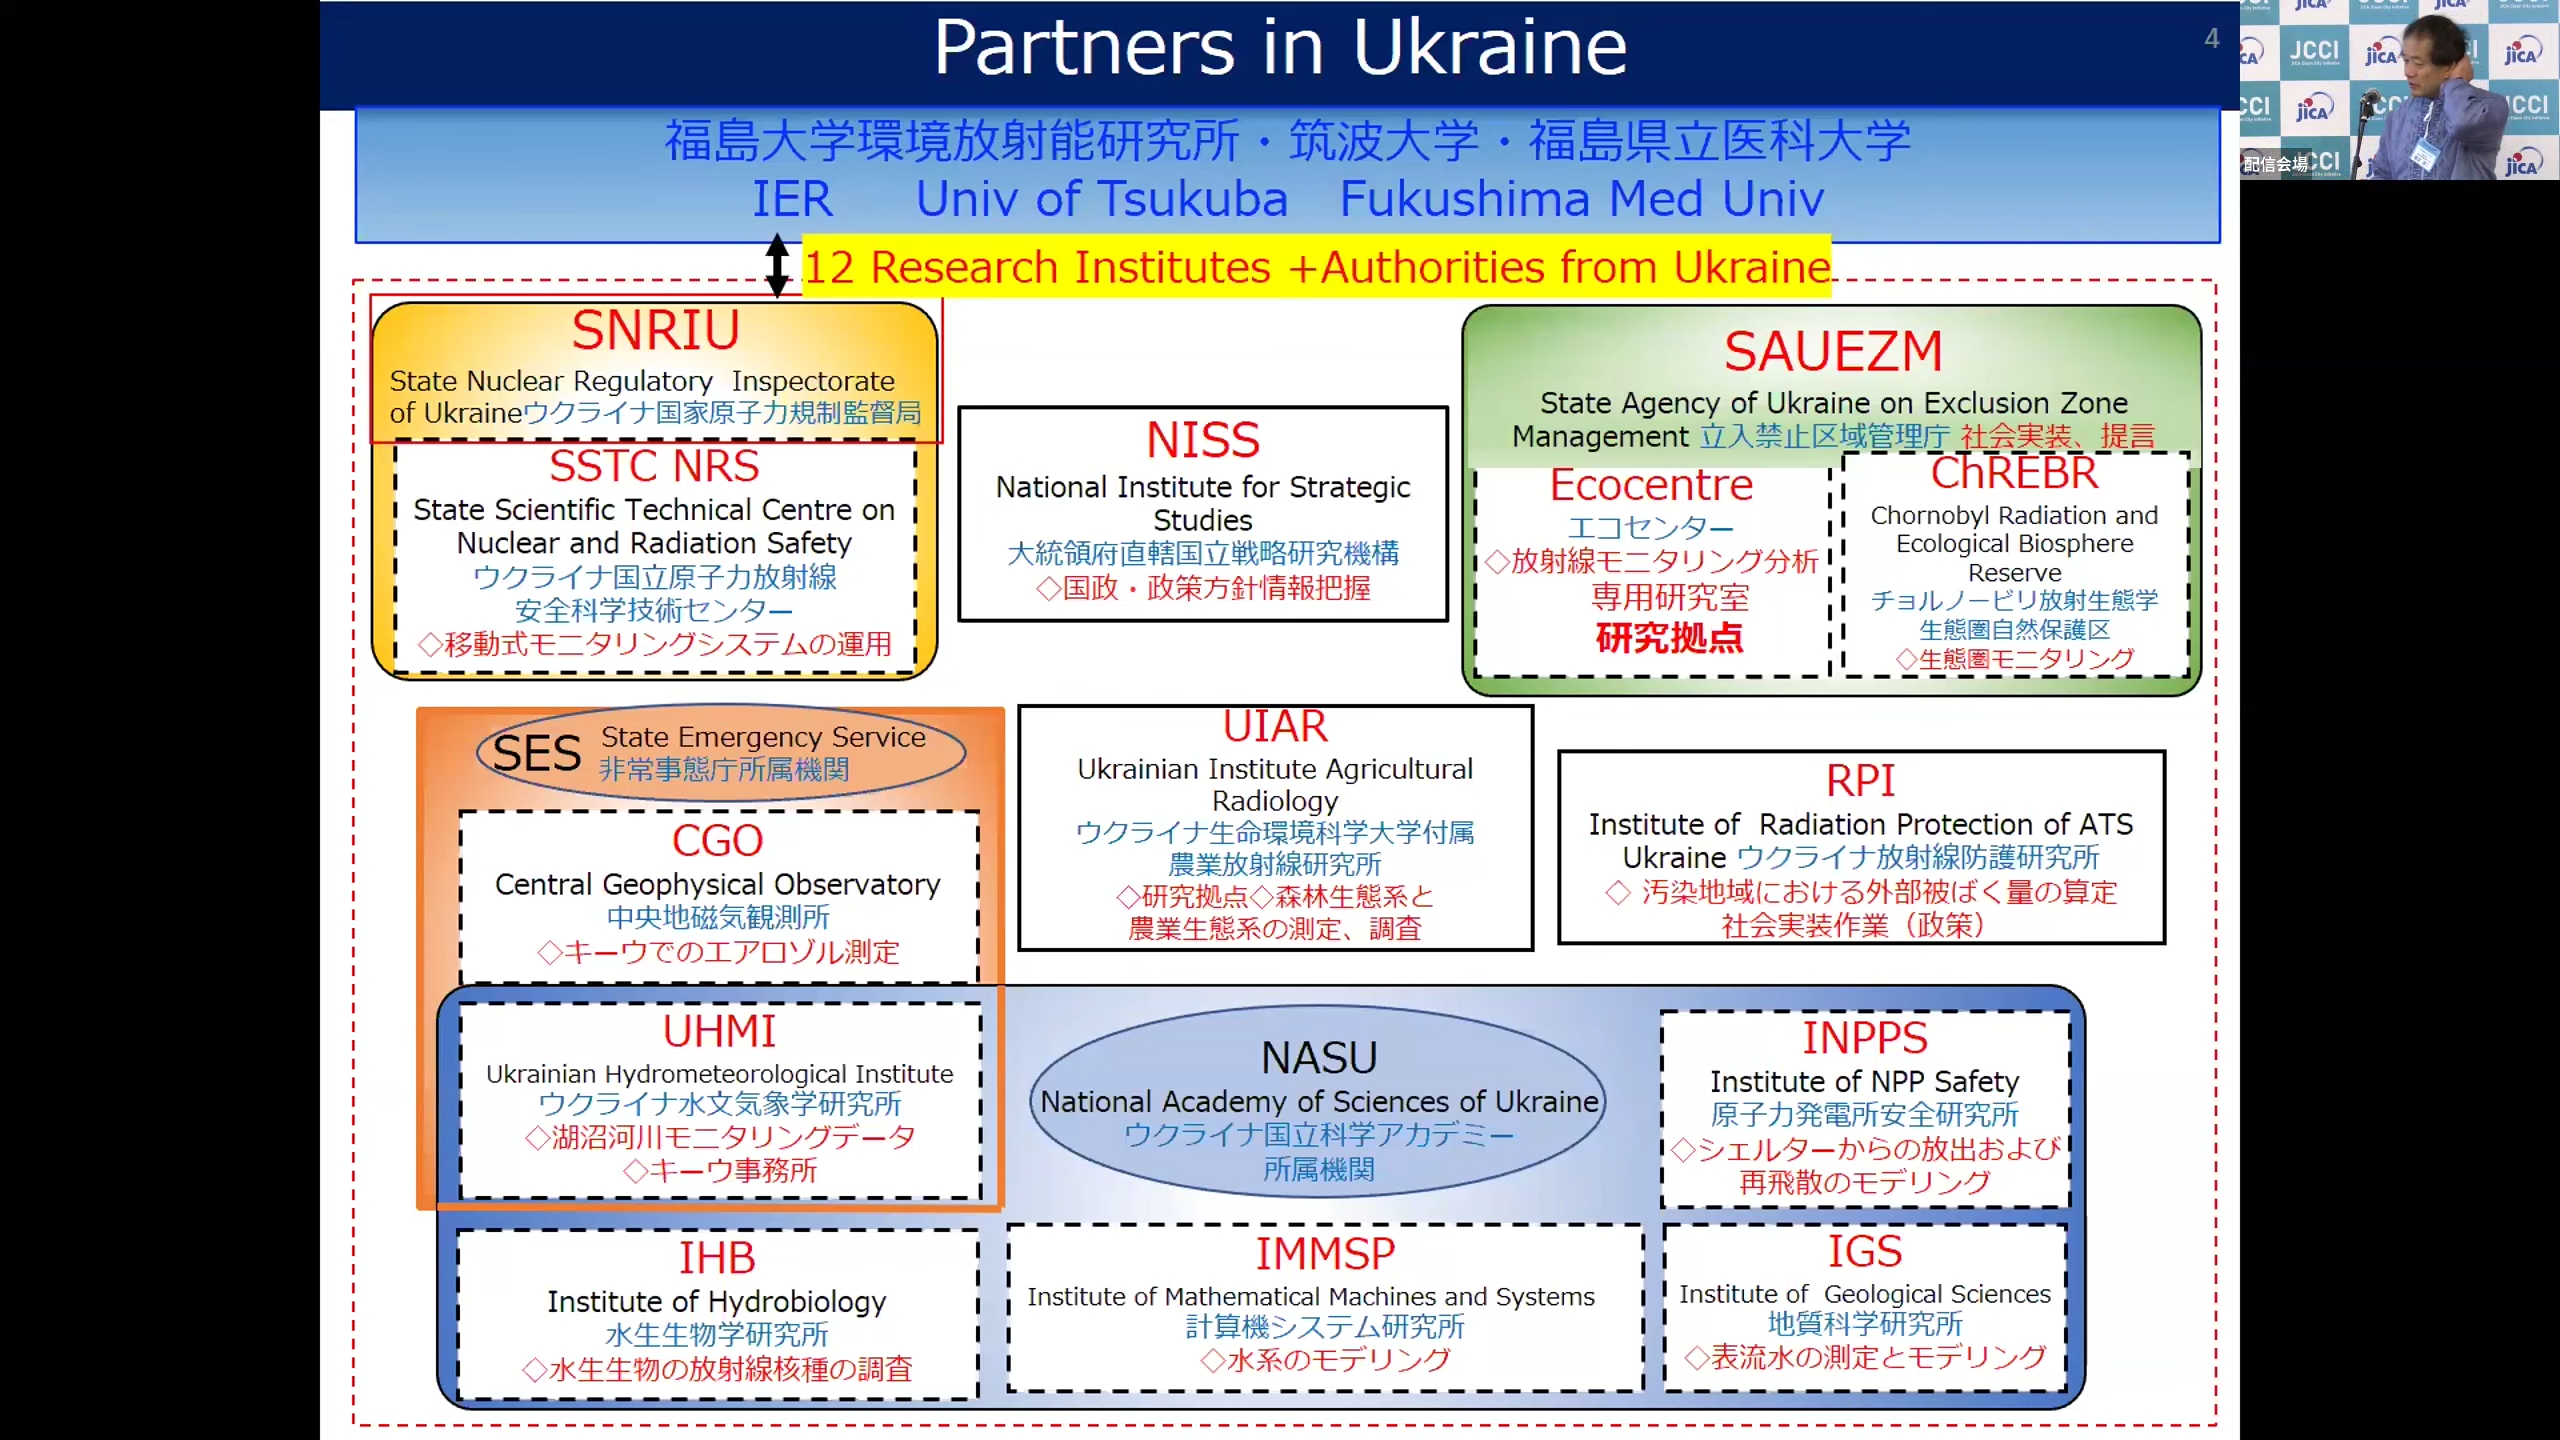 Partners in Ukraine
4
福島大学環境放射能研究所・筑波大学・福島県立医科大学
IER Univ of Tsukuba Fukushima Med Univ
12 Research Institutes +Authorities from Ukraine
SNRIU
State Nuclear Regulatory Inspectorate
of Ukraineウクライナ国家原子力規制監督局
SSTC NRS
State Scientific Technical Centre on
Nuclear and Radiation Safety
ウクライナ国立原子力放射線
安全科学技術センター
◇移動式モニタリングシステムの運用
NISS
National Institute for Strategic
Studies
大統領府直轄国立戦略研究機構
◇国政・政策方針情報把握
SAUEZM
State Agency of Ukraine on Exclusion Zone
Management 立入禁止区域管理庁 社会実装、提言
Ecocentre
エコセンター
◇放射線モニタリング分析
専用研究室
研究拠点
ChREBR
Chornobyl Radiation and
Ecological Biosphere
Reserve
チョルノービリ放射生態学
生態圏自然保護区
◇生態圏モニタリング
SES State Emergency Service
非常事態庁所属機関
CGO
Central Geophysical Observatory
中央地磁気観測所
◇キーウでのエアロゾル測定
UIAR
Ukrainian Institute Agricultural
Radiology
ウクライナ生命環境科学大学付属
農業放射線研究所
◇研究拠点◇森林生態系と
農業生態系の測定、調査
RPI
Institute of Radiation Protection of ATS
Ukraine ウクライナ放射線防護研究所
◇ 汚染地域における外部被ばく量の算定
社会実装作業（政策）
UHMI
Ukrainian Hydrometeorological Institute
ウクライナ水文気象学研究所
◇湖沼河川モニタリングデータ
◇キーウ事務所
NASU
National Academy of Sciences of Ukraine
ウクライナ国立科学アカデミー
所属機関
INPPS
Institute of NPP Safety
原子力発電所安全研究所
◇シェルターからの放出および
再飛散のモデリング
IHB
Institute of Hydrobiology
水生生物学研究所
◇水生生物の放射線核種の調査
IMMSP
Institute of Mathematical Machines and Systems
計算機システム研究所
◇水系のモデリング
IGS
Institute of Geological Sciences
地質科学研究所
◇表流水の測定とモデリング
JCCI
JICA Clean City Initiative
jICA
配信会場